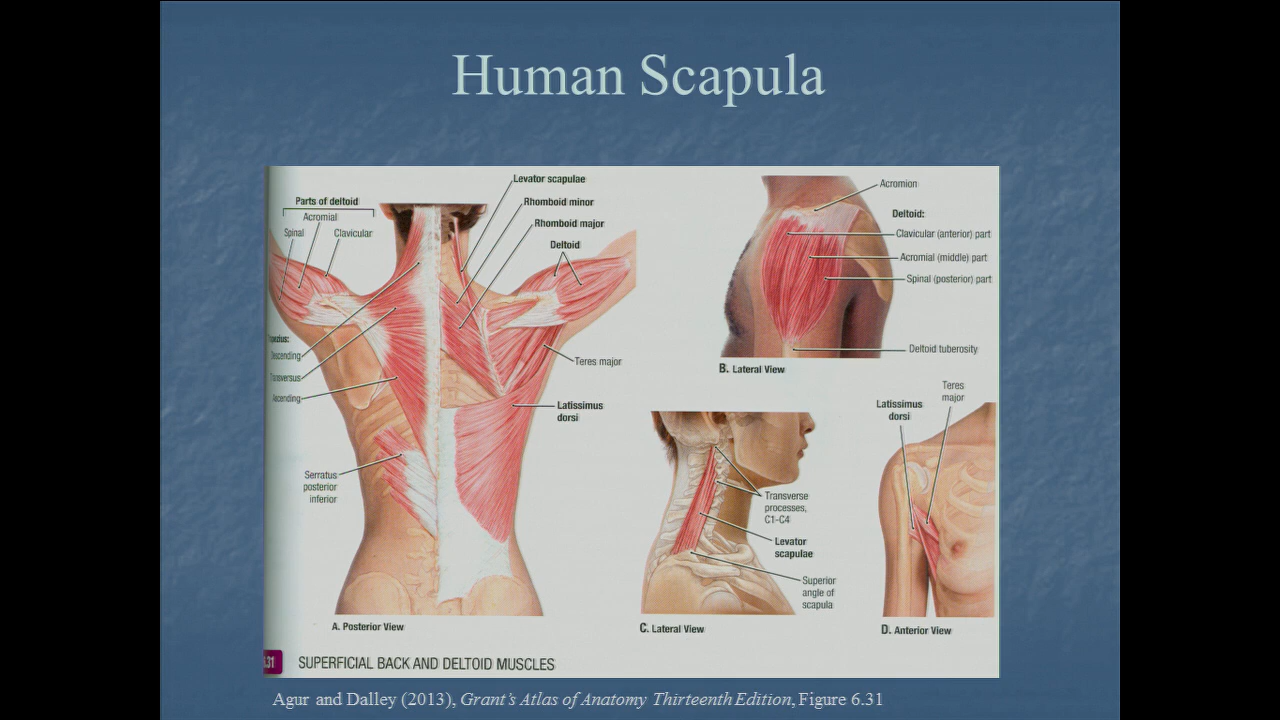 Human Scapula
Parts of deltoid
Acromial
Spinal
Clavicular
Levator scapulae
Rhomboid minor
Rhomboid major
Deltoid
Descending
Transversus
Ascending
Serratus
posterior
inferior
Teres major
Latissimus
dorsi
A. Posterior View
Acromion
Deltoid:
Clavicular (anterior) part
Acromial (middle) part
Spinal (posterior) part
Deltoid tuberosity
B. Lateral View
Transverse
processes,
C1-C4
Levator
scapulae
Superior
angle of
scapula
C. Lateral View
Teres
major
Latissimus
dorsi
D. Anterior View
SUPERFICIAL BACK AND DELTOID MUSCLES
Agur and Dalley (2013), Grant's Atlas of Anatomy Thirteenth Edition, Figure 6.31